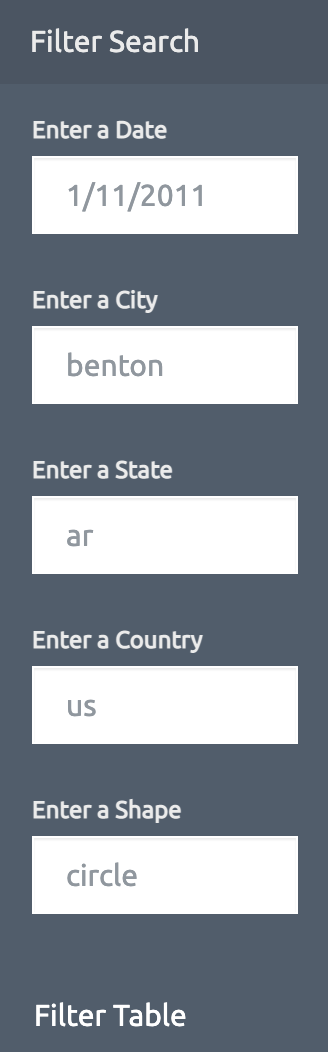 Filter Search
Enter a Date
1/11/2011
Enter a City
benton
Enter a State
ar
Enter a Country
us
Enter a Shape
circle
Filter Table